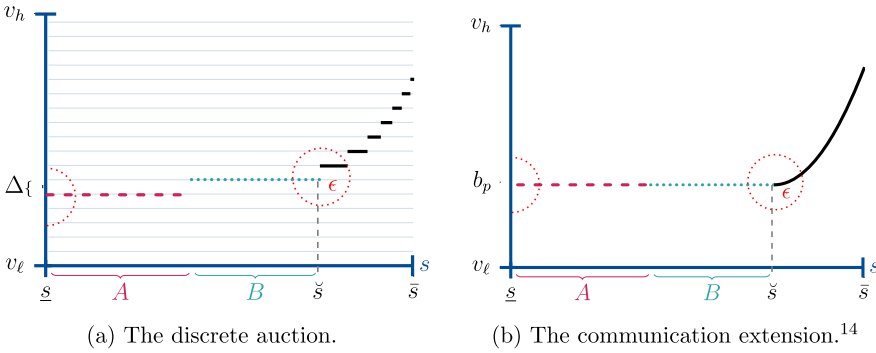 v_h
Δ{
ϵ
v_ℓ
s
s̲ A B s̆ s̄
(a) The discrete auction.
v_h
b_p
ϵ
v_ℓ
s
s̲ A B s̆ s̄
(b) The communication extension.¹⁴